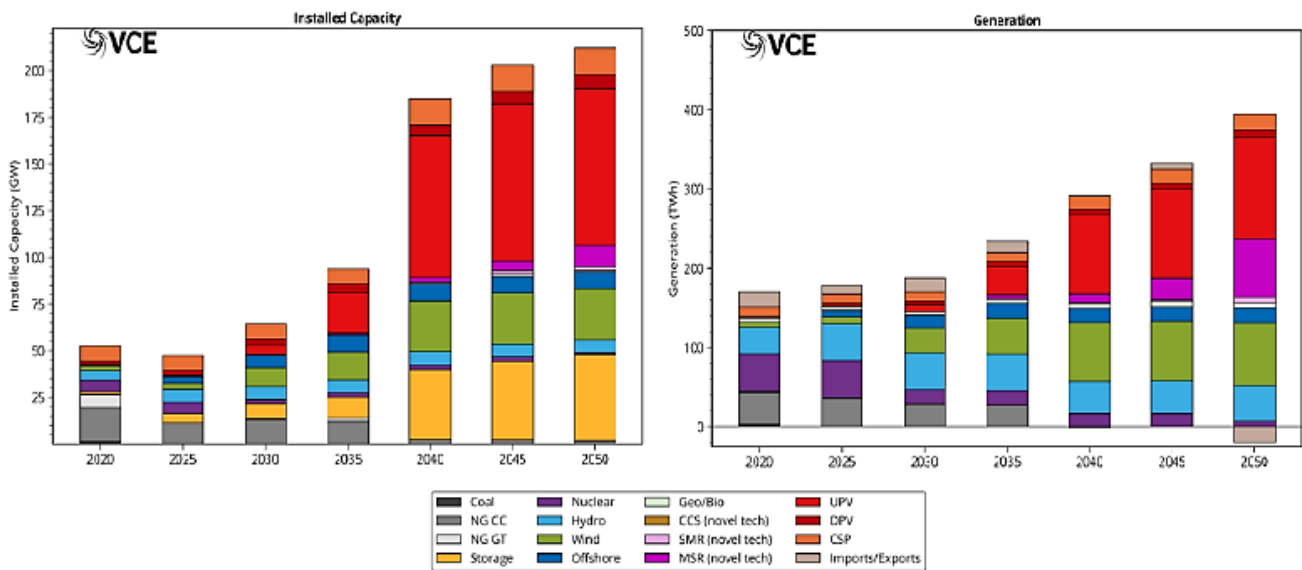 Installed Capacity
VCE
Installed Capacity (GW)
200
175
150
125
100
75
50
25
2020 2025 2030 2035 2040 2045 2050
Generation
VCE
Generation (TWh)
500
400
300
200
100
0
2020 2025 2030 2035 2040 2045 2050
Coal
NG CC
NG GT
Storage
Nuclear
Hydro
Wind
Offshore
Geo/Bio
CCS (novel tech)
SMR (novel tech)
MSR (novel tech)
UPV
DPV
CSP
Imports/Exports